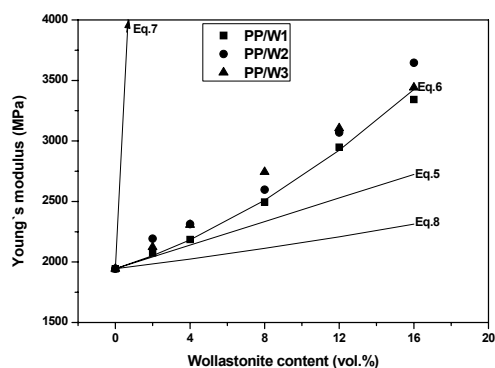 Eq.7
PP/W1
PP/W2
PP/W3
4000
3500
3000
2500
2000
1500
Young`s modulus (MPa)
Eq.6
Eq.5
Eq.8
0 4 8 12 16 20
Wollastonite content (vol.%)